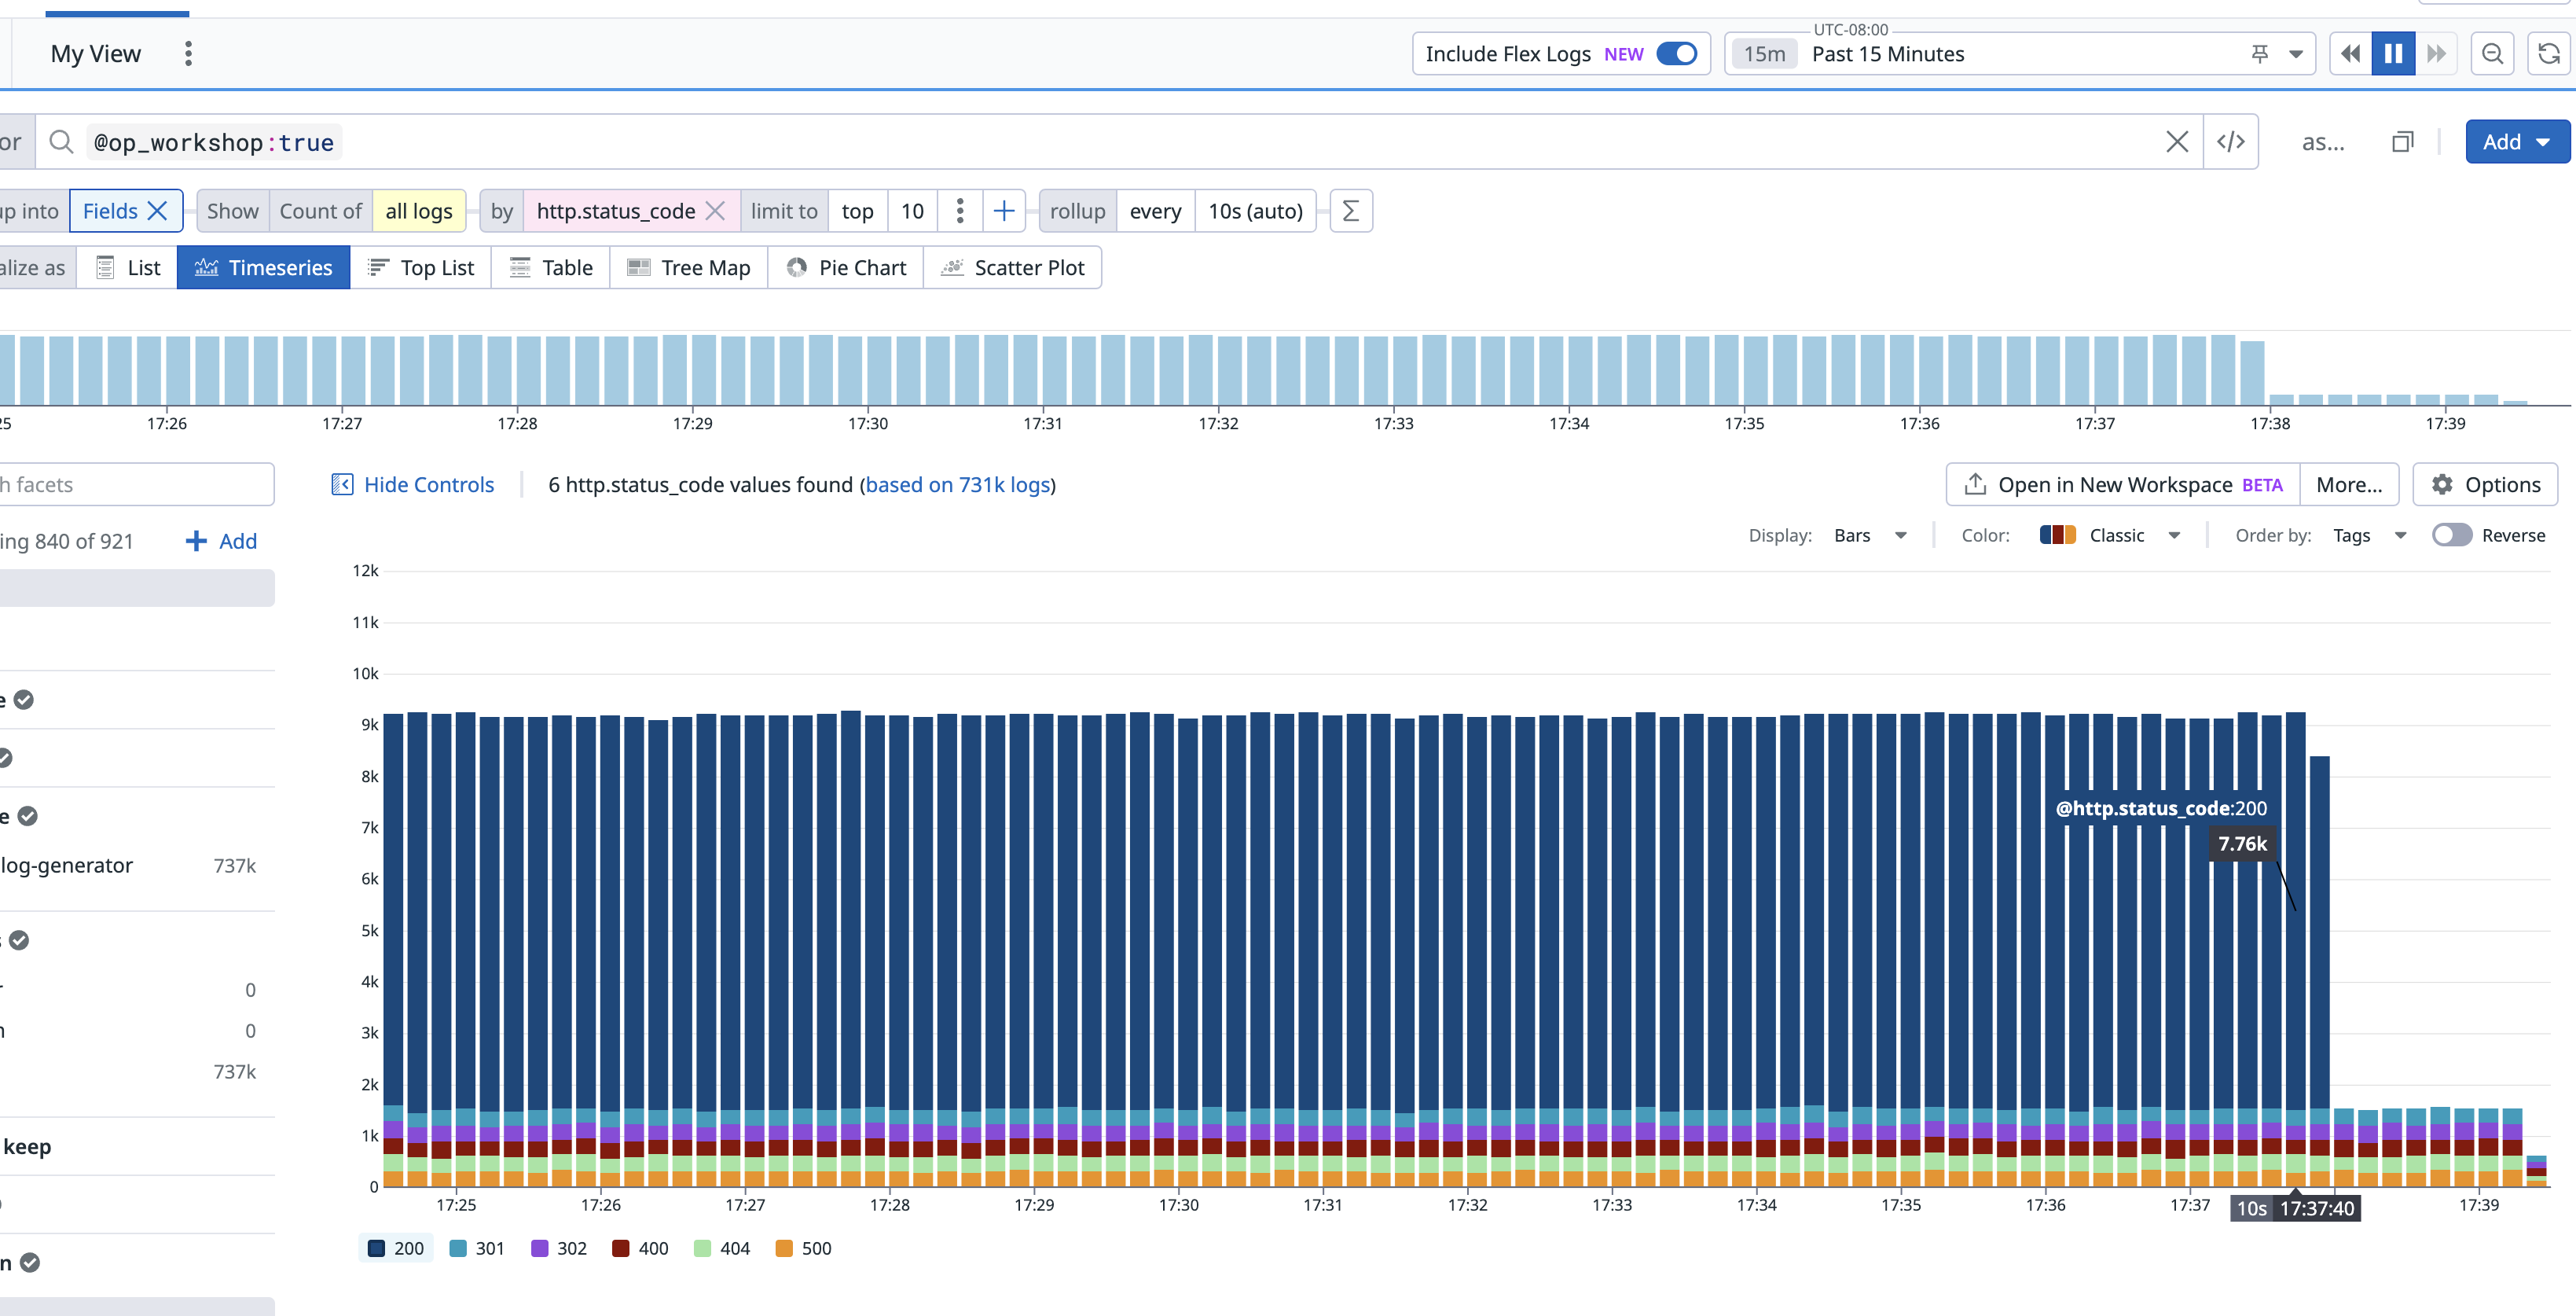 My View
Include Flex Logs NEW
UTC-08:00
15m Past 15 Minutes
or @op_workshop:true </> as... Add
up into Fields Show Count of all logs by http.status_code limit to top 10 rollup every 10s (auto) Σ
alize as List Timeseries Top List Table Tree Map Pie Chart Scatter Plot
25 17:26 17:27 17:28 17:29 17:30 17:31 17:32 17:33 17:34 17:35 17:36 17:37 17:38 17:39
h facets
Hide Controls 6 http.status_code values found (based on 731k logs) Open in New Workspace BETA More... Options
ing 840 of 921 Add
Display: Bars Color: Classic Order by: Tags Reverse
e
e
log-generator 737k
s
r 0
n 0
737k
keep
n
12k
11k
10k
9k
8k
7k
6k
5k
4k
3k
2k
1k
0
@http.status_code:200
7.76k
17:25 17:26 17:27 17:28 17:29 17:30 17:31 17:32 17:33 17:34 17:35 17:36 17:37 10s 17:37:40 17:39
200 301 302 400 404 500